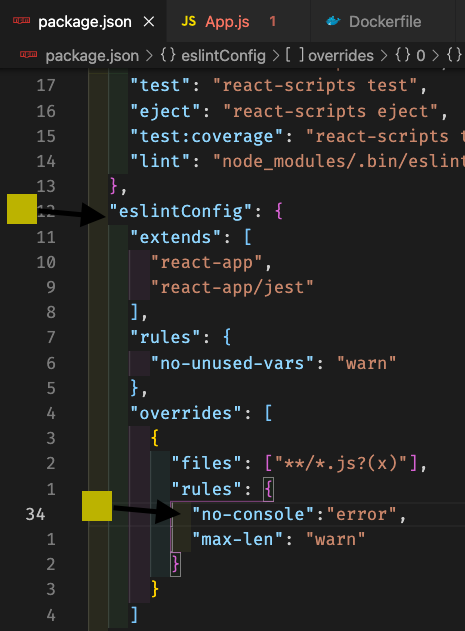 package.json
JS App.js 1
Dockerfile
package.json > {} eslintConfig > [ ] overrides > {} 0 >
17 "test": "react-scripts test",
16 "eject": "react-scripts eject",
15 "test:coverage": "react-scripts t
14 "lint": "node_modules/.bin/eslint
13 },
12 "eslintConfig": {
11 "extends": [
10 "react-app",
9 "react-app/jest"
8 ],
7 "rules": {
6 "no-unused-vars": "warn"
5 },
4 "overrides": [
3 {
2 "files": ["**/*.js?(x)"],
1 "rules": {
34 "no-console":"error",
1 "max-len": "warn"
2 }
3 }
4 ]